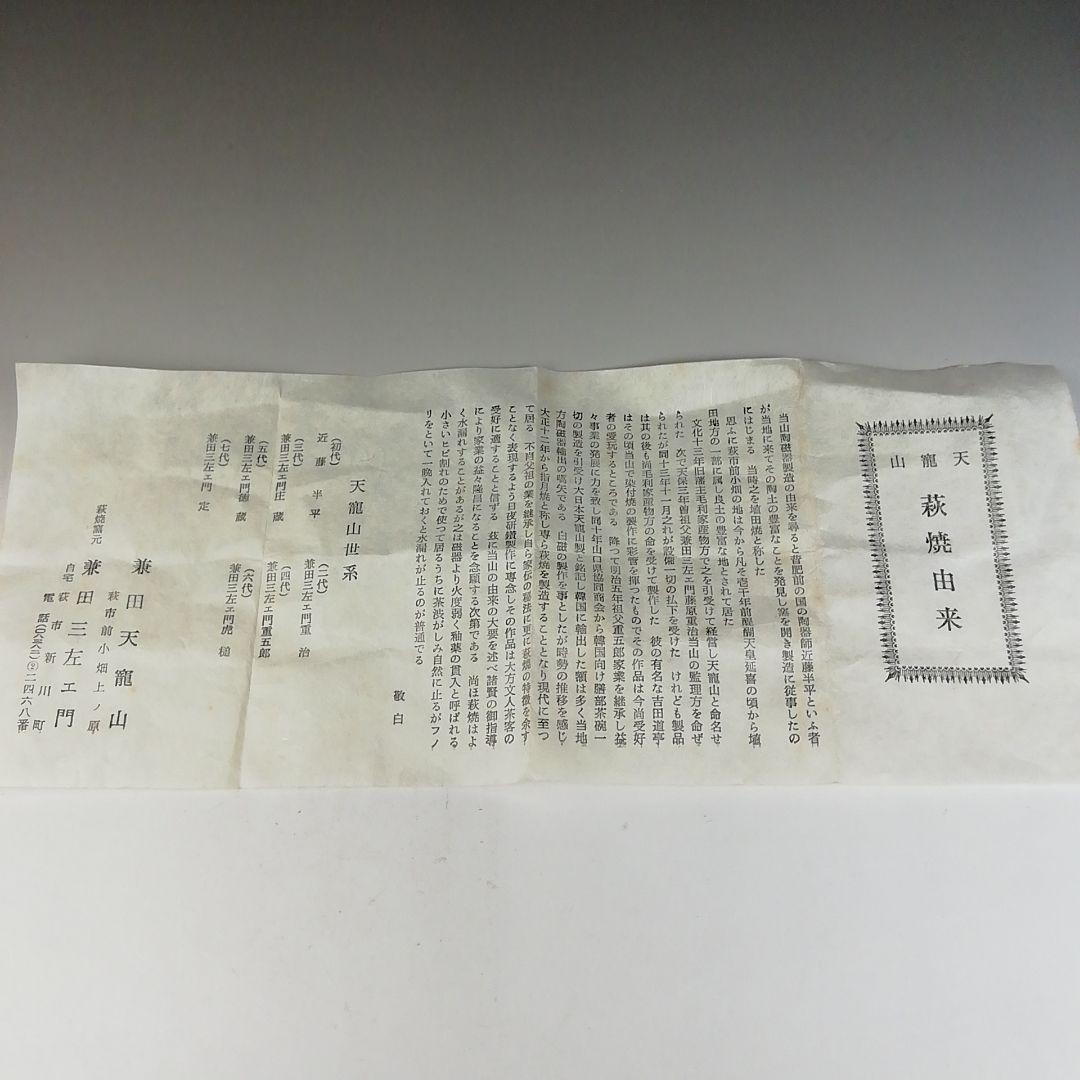 天寵山
萩焼由来
当山陶磁器製造の由来を尋ると昔肥前の国の陶器師近藤半平といふ者
が当地に来てその陶土の豊富なことを発見し窯を開き製造に従事したの
にはじまる　当時之を埴田焼と称した
思ふに萩市前小畑の地は今から凡そ壱千年前醍醐天皇延喜の頃から埴
田地方の一部に属し良土の豊富な地とされて居た
文化十三年旧藩主毛利家産物方で之を引受けて経営し天寵山と命名せ
られた　次で天保三年曽祖父兼田三左ェ門藤原重治当山の監理方を命ぜ
られたが同十三年十一月之れが設備一切の払下を受けた　けれども製品
は其の後も尚毛利家産物方の命を受けて製作した　彼の有名な吉田道亭
はその頃当山で染付焼の製作に彩管を揮つたものでその作品は今尚愛好
者の愛玩するところである　降つて明治五年祖父重五郎家業を継承し益
々事業の発展に力を致し同十年山口県協同商会から韓国向け膳部茶碗一
切の製造を引受け大日本天寵山製と銘記し韓国に輸出した額は多く当地
方陶磁器輸出の嚆矢である　白磁の製作を事としたが時勢の推移を感じ
大正十二年から指月焼と称し専ら萩焼を製造することとなり現代に至つ
て居る　不肖父祖の業を継承し自ら家伝の秘法に更に萩焼の特徴を余す
ことなく表現するよう日夜研鑽製作に専念しその作品は大方文人茶客の
愛好に適することと信ずる　茲に当山の由来の大要を述べ諸賢の御指導
により家業の益々隆昌になることを念願する次第である　尚ほ萩焼はよ
く水漏れすることがあるが之は磁器より火度弱く釉薬の貫入と呼ばれる
小さいヒビ割れのためで使つて居るうちに茶渋がしみ自然に止るがフノ
リをといて一晩入れておくと水漏れが止るのが普通でる
敬白
天寵山世系
（初代）
近藤半平
（二代）
兼田三左ェ門重治
（三代）
兼田三左ェ門庄蔵
（四代）
兼田三左ェ門重五郎
（五代）
兼田三左ェ門徳蔵
（六代）
兼田三左ェ門虎槌
（七代）
兼田三左ェ門定
兼田天寵山
萩焼窯元
萩市前小畑上ノ原
兼田三左ェ門
自宅　萩市新川町
電話(〇八三八二)②二四六八番